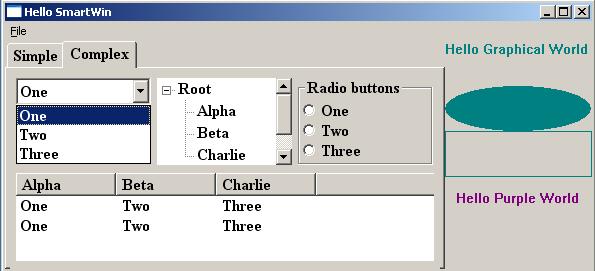 Hello SmartWin
File
Simple Complex
Hello Graphical World
One
One
Two
Three
Root
Alpha
Beta
Charlie
Radio buttons
One
Two
Three
Hello Purple World
Alpha Beta Charlie
One Two Three
One Two Three